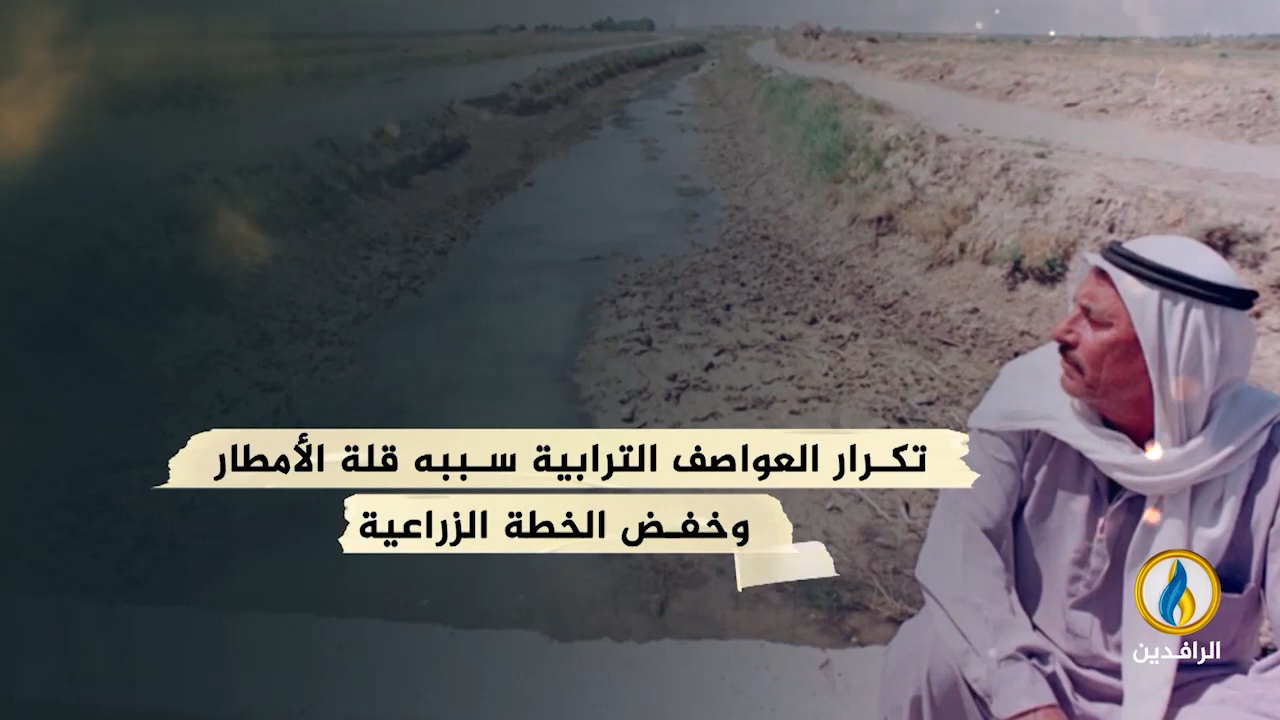 تكرار العواصف الترابية سببه قلة الأمطار
وخفض الخطة الزراعية
الرافدين